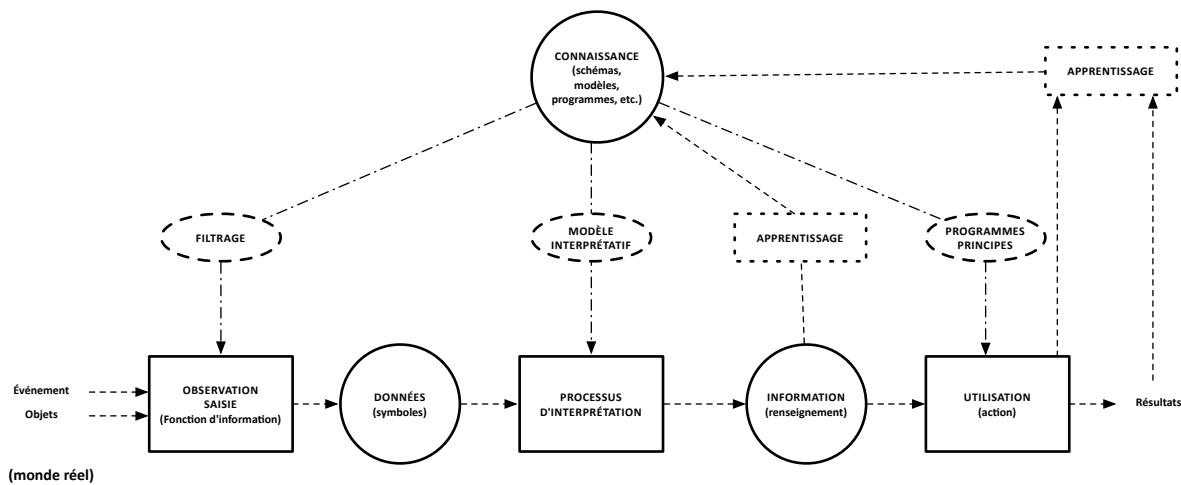 CONNAISSANCE
(schémas,
modèles,
programmes, etc.)
APPRENTISSAGE
FILTRAGE
MODÈLE
INTERPRÉTATIF
APPRENTISSAGE
PROGRAMMES
PRINCIPES
Événement
Objets
OBSERVATION
SAISIE
(Fonction d'information)
DONNÉES
(symboles)
PROCESSUS
D'INTERPRÉTATION
INFORMATION
(renseignement)
UTILISATION
(action)
Résultats
(monde réel)